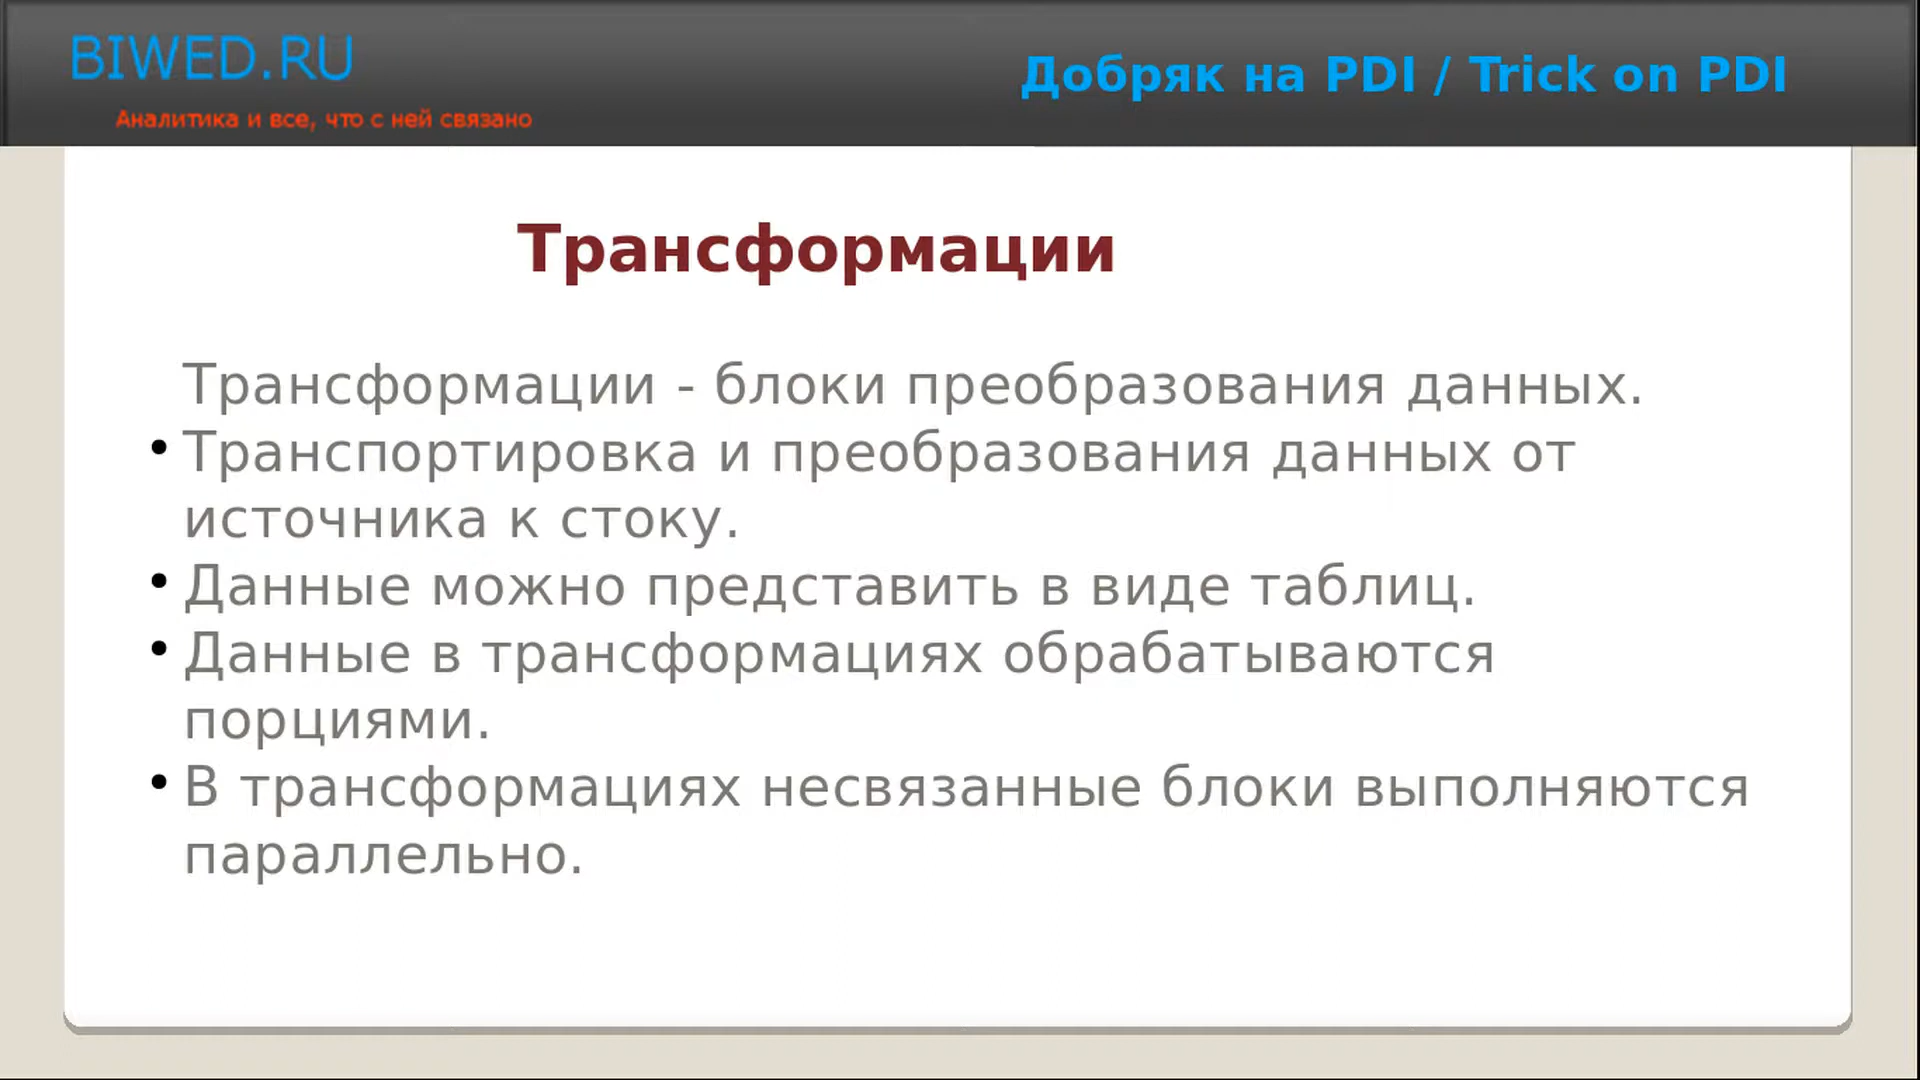 BIWED.RU
Аналитика и все, что с ней связано
Добряк на PDI / Trick on PDI
Трансформации
Трансформации - блоки преобразования данных.
• Транспортировка и преобразования данных от
источника к стоку.
• Данные можно представить в виде таблиц.
• Данные в трансформациях обрабатываются
порциями.
• В трансформациях несвязанные блоки выполняются
параллельно.